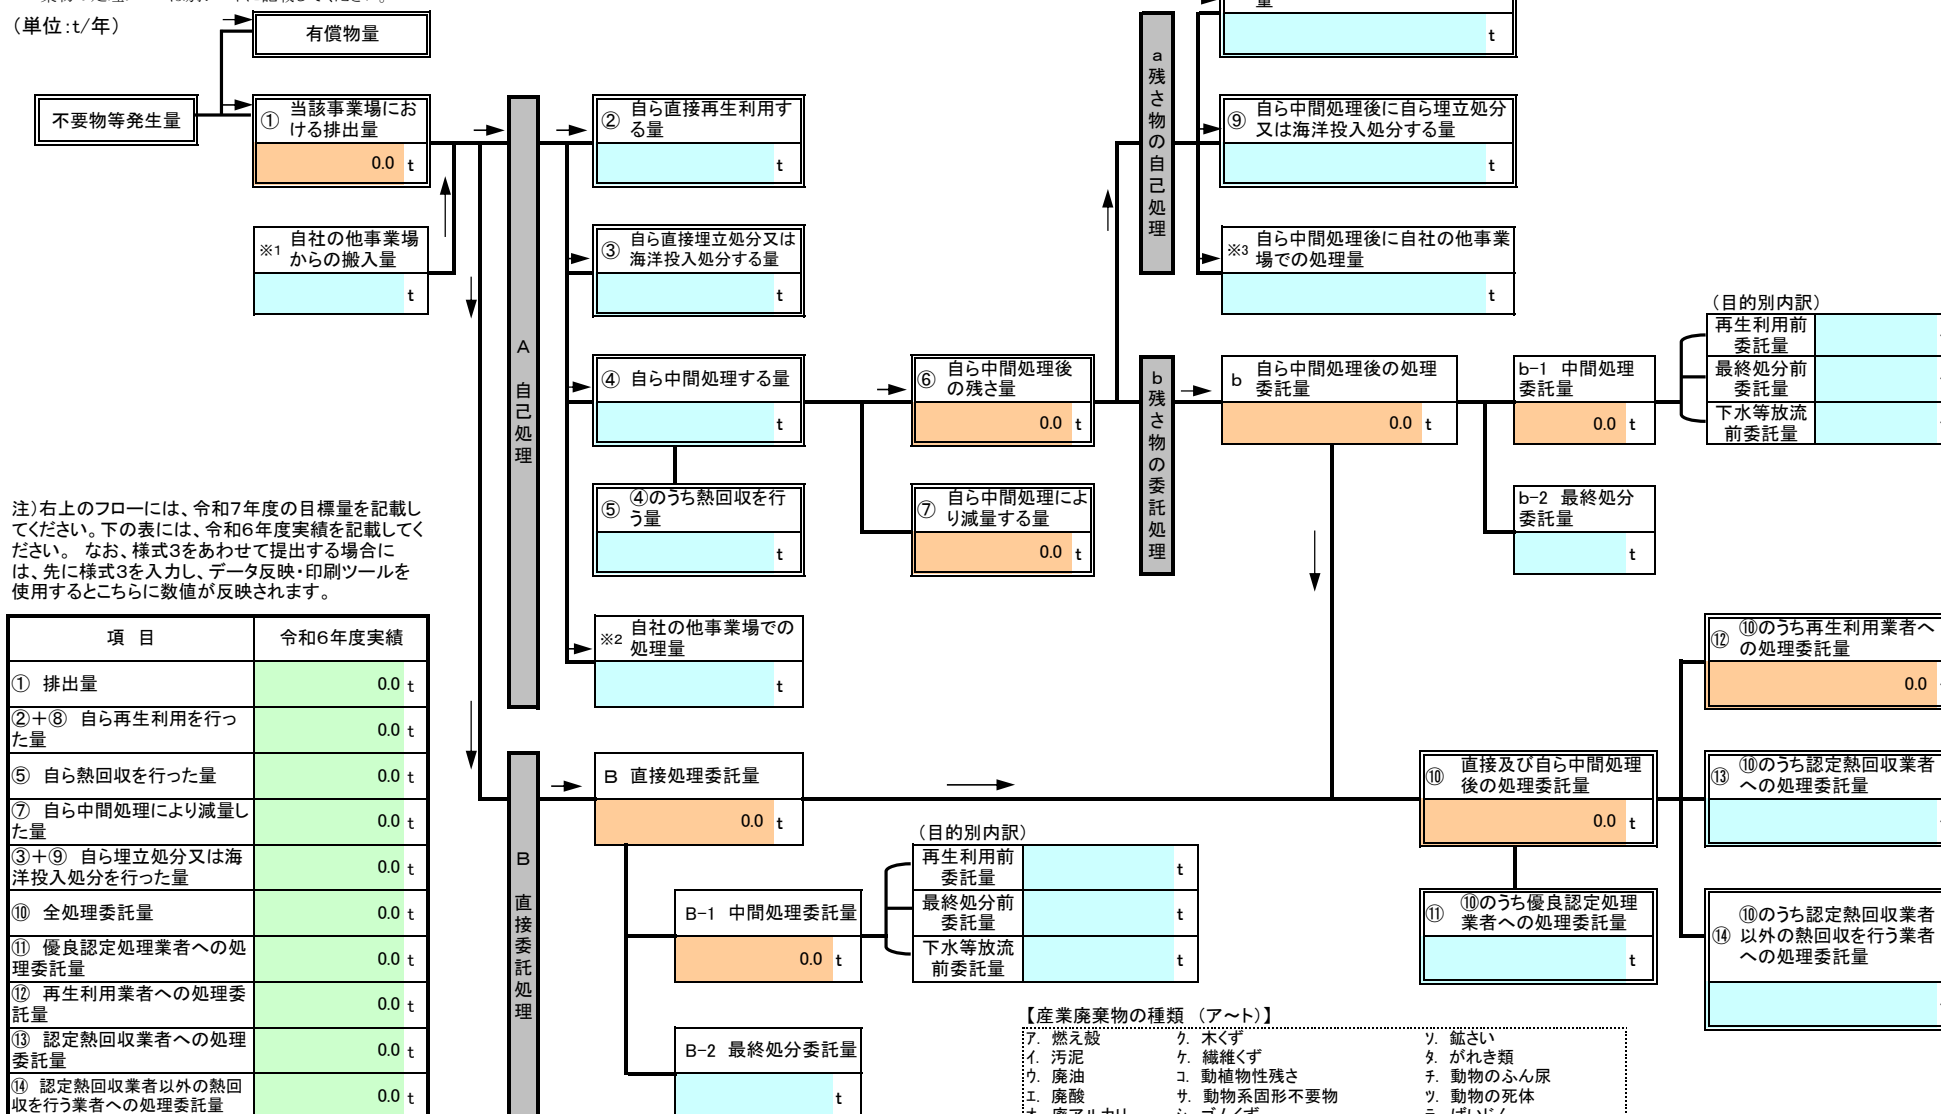 (単位:t/年)
有償物量
不要物等発生量
① 当該事業場にお
ける排出量
0.0 t
※1 自社の他事業場
からの搬入量
t
A 自己処理
② 自ら直接再生利用す
る量
t
③ 自ら直接埋立処分又は
海洋投入処分する量
t
④ 自ら中間処理する量
t
⑤ ④のうち熱回収を行
う量
t
※2 自社の他事業場での
処理量
t
⑥ 自ら中間処理後
の残さ量
0.0 t
⑦ 自ら中間処理によ
り減量する量
0.0 t
a 残さ物の自己処理
量
t
⑨ 自ら中間処理後に自ら埋立処分
又は海洋投入処分する量
t
※3 自ら中間処理後に自社の他事業
場での処理量
t
b 残さ物の委託処理
b 自ら中間処理後の処理
委託量
0.0 t
b-1 中間処理
委託量
0.0 t
b-2 最終処分
委託量
t
(目的別内訳)
再生利用前
委託量
最終処分前
委託量
下水等放流
前委託量
注)右上のフローには、令和7年度の目標量を記載し
てください。下の表には、令和6年度実績を記載してく
ださい。 なお、様式3をあわせて提出する場合に
は、先に様式3を入力し、データ反映・印刷ツールを
使用するとこちらに数値が反映されます。
項 目 令和6年度実績
① 排出量 0.0 t
②+⑧ 自ら再生利用を行っ
た量 0.0 t
⑤ 自ら熱回収を行った量 0.0 t
⑦ 自ら中間処理により減量し
た量 0.0 t
③+⑨ 自ら埋立処分又は海
洋投入処分を行った量 0.0 t
⑩ 全処理委託量 0.0 t
⑪ 優良認定処理業者への処
理委託量 0.0 t
⑫ 再生利用業者への処理委
託量 0.0 t
⑬ 認定熱回収業者への処理
委託量 0.0 t
⑭ 認定熱回収業者以外の熱回
収を行う業者への処理委託量 0.0 t
B 直接委託処理
B 直接処理委託量
0.0 t
B-1 中間処理委託量
0.0 t
B-2 最終処分委託量
t
(目的別内訳)
再生利用前
委託量 t
最終処分前
委託量 t
下水等放流
前委託量 t
⑩ 直接及び自ら中間処理
後の処理委託量
0.0 t
⑪ ⑩のうち優良認定処理
業者への処理委託量
t
⑫ ⑩のうち再生利用業者へ
の処理委託量
0.0
⑬ ⑩のうち認定熱回収業者
への処理委託量
⑭ ⑩のうち認定熱回収業者
以外の熱回収を行う業者
への処理委託量
【産業廃棄物の種類 (ア~ト)】
ア. 燃え殻 ク. 木くず ソ. 鉱さい
イ. 汚泥 ケ. 繊維くず タ. がれき類
ウ. 廃油 コ. 動植物性残さ チ. 動物のふん尿
エ. 廃酸 サ. 動物系固形不要物 ツ. 動物の死体